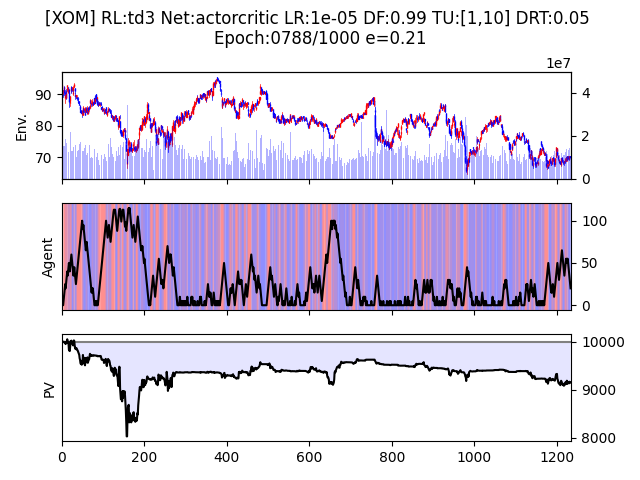 [XOM] RL:td3 Net:actorcritic LR:1e-05 DF:0.99 TU:[1,10] DRT:0.05
Epoch:0788/1000 e=0.21
1e7
Env.
90
80
70
4
2
0
Agent
100
50
0
PV
10000
9000
8000
0 200 400 600 800 1000 1200